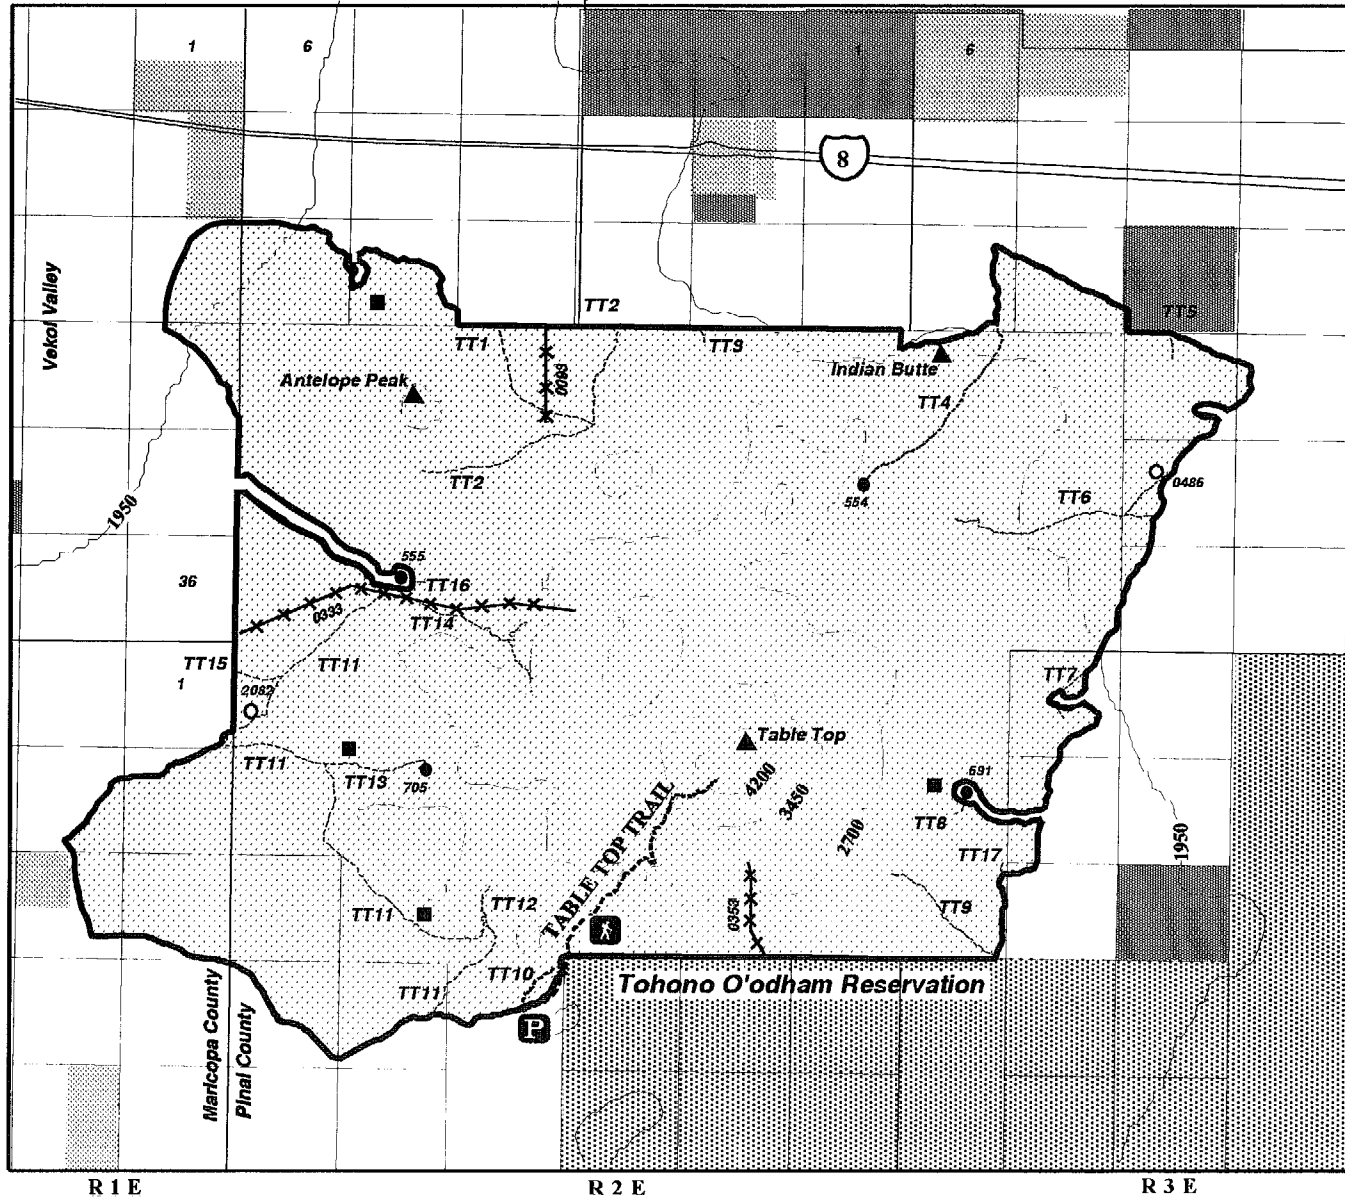 1
6
1
6
8
Vekol Valley
TT2
TT5
TT1
TT3
Antelope Peak
0093
Indian Butte
TT4
TT2
554
TT6
0486
1950
555
36
TT16
0333
TT14
TT15
TT11
1
2082
TT7
Table Top
TT11
TT13
705
4200
3450
2700
691
TT8
TT17
1950
TABLE TOP TRAIL
TT11
TT12
0353
TT9
TT10
TT11
Tohono O'odham Reservation
P
Maricopa County
Pinal County
R 1 E
R 2 E
R 3 E